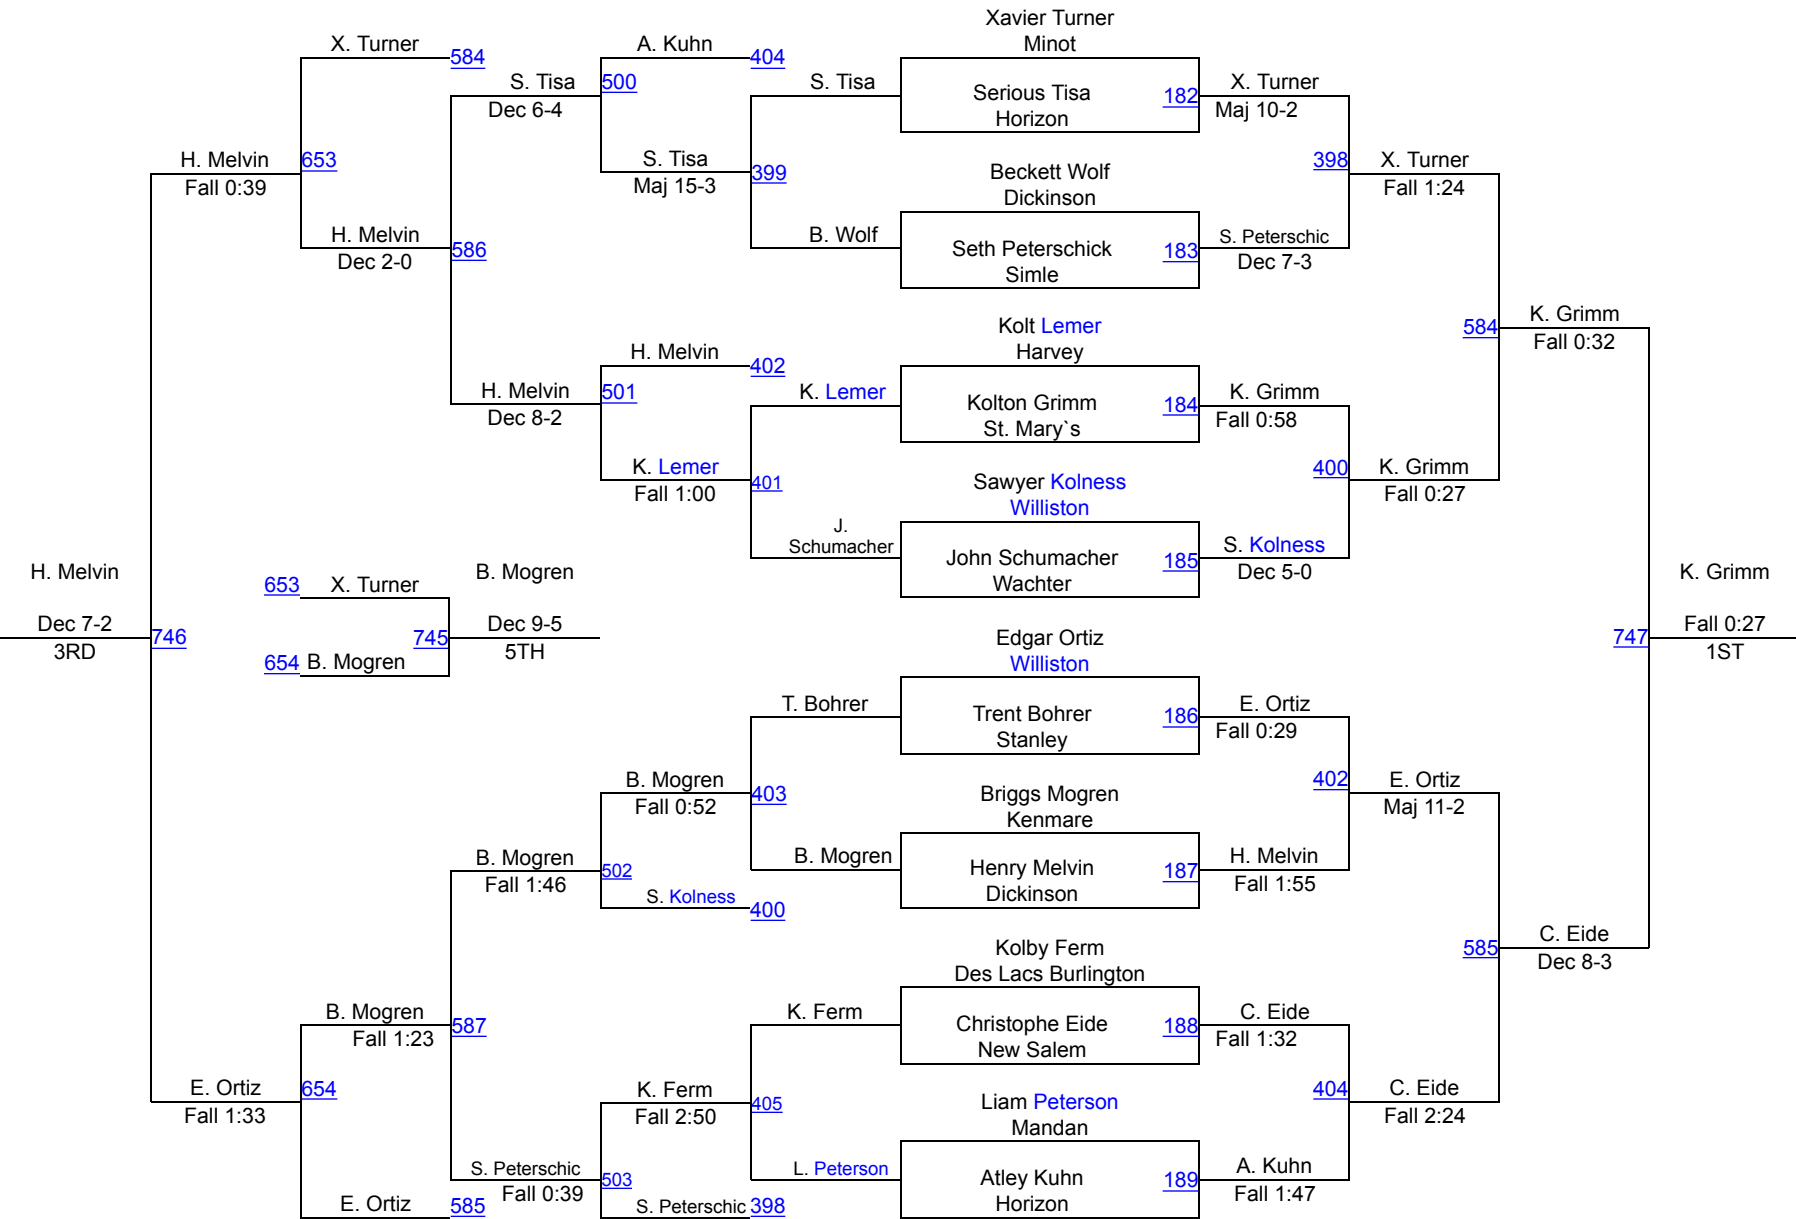 Xavier Turner
Minot
X. Turner
584
A. Kuhn
404
S. Tisa
500
Dec 6-4
S. Tisa
Serious Tisa
Horizon
182
X. Turner
Maj 10-2
H. Melvin
653
Fall 0:39
S. Tisa
Maj 15-3
399
Beckett Wolf
Dickinson
398
X. Turner
Fall 1:24
H. Melvin
Dec 2-0
586
B. Wolf
Seth Peterschick
Simle
183
S. Peterschic
Dec 7-3
Kolt Lemer
Harvey
584
K. Grimm
Fall 0:32
H. Melvin
402
H. Melvin
Dec 8-2
501
K. Lemer
Kolton Grimm
St. Mary`s
184
K. Grimm
Fall 0:58
K. Lemer
Fall 1:00
401
Sawyer Kolness
Williston
400
K. Grimm
Fall 0:27
J.
Schumacher
John Schumacher
Wachter
185
S. Kolness
Dec 5-0
H. Melvin
Dec 7-2
3RD
746
653
X. Turner
654
B. Mogren
745
B. Mogren
Dec 9-5
5TH
K. Grimm
747
Fall 0:27
1ST
Edgar Ortiz
Williston
T. Bohrer
Trent Bohrer
Stanley
186
E. Ortiz
Fall 0:29
B. Mogren
Fall 0:52
403
Briggs Mogren
Kenmare
402
E. Ortiz
Maj 11-2
B. Mogren
Fall 1:46
502
B. Mogren
Henry Melvin
Dickinson
187
H. Melvin
Fall 1:55
S. Kolness
400
Kolby Ferm
Des Lacs Burlington
585
C. Eide
Dec 8-3
B. Mogren
Fall 1:23
587
K. Ferm
Christophe Eide
New Salem
188
C. Eide
Fall 1:32
E. Ortiz
Fall 1:33
654
K. Ferm
Fall 2:50
405
Liam Peterson
Mandan
404
C. Eide
Fall 2:24
S. Peterschic
Fall 0:39
503
L. Peterson
Atley Kuhn
Horizon
189
A. Kuhn
Fall 1:47
E. Ortiz
585
S. Peterschic
398